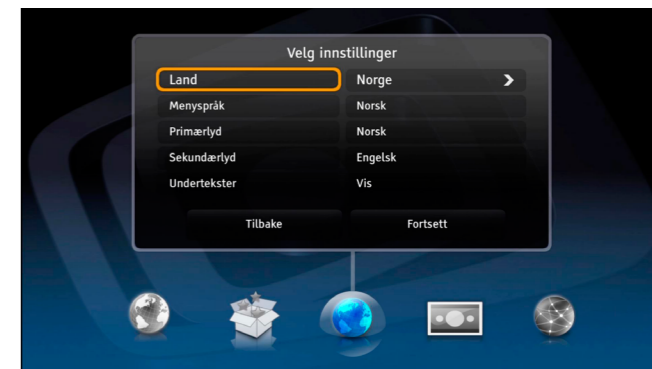 Velg innstillinger
Land Norge
Menyspråk Norsk
Primærlyd Norsk
Sekundærlyd Engelsk
Undertekster Vis
Tilbake Fortsett